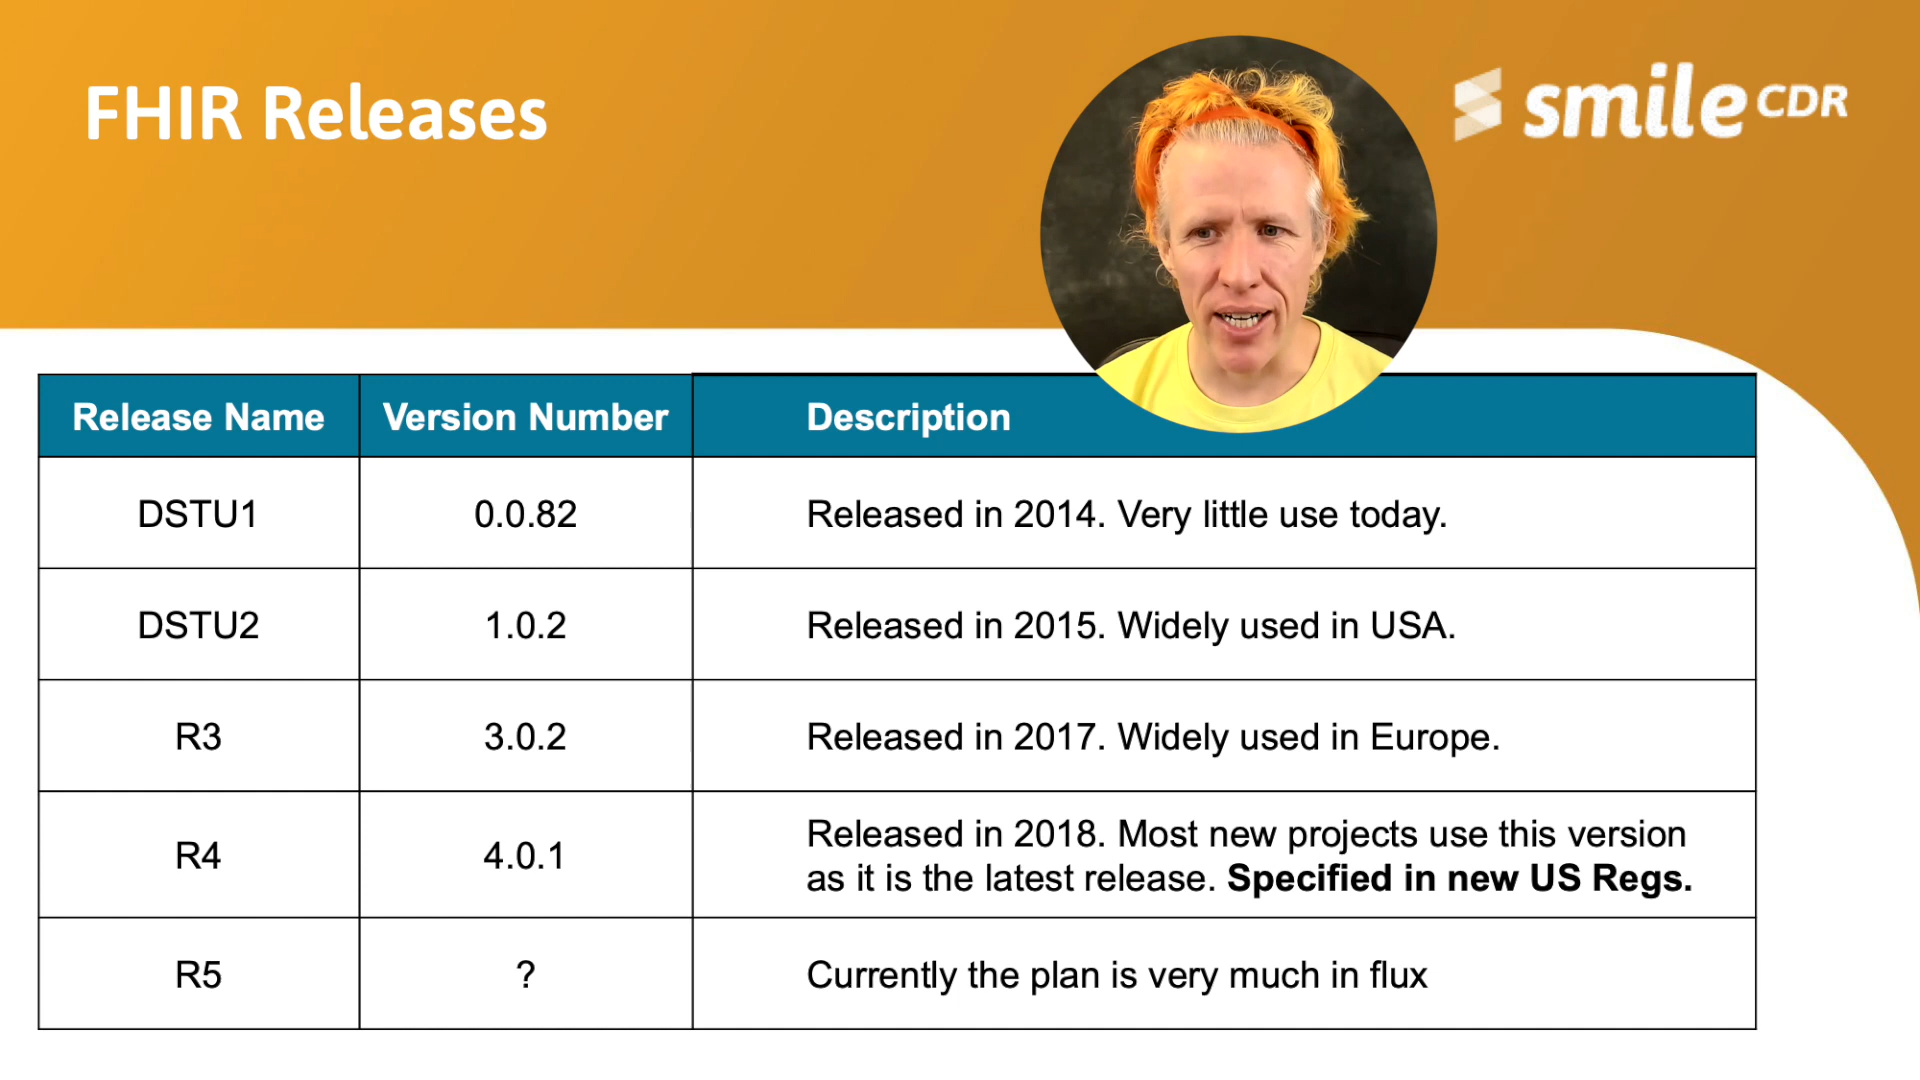 FHIR Releases
smile CDR
Release Name Version Number Description
DSTU1 0.0.82 Released in 2014. Very little use today.
DSTU2 1.0.2 Released in 2015. Widely used in USA.
R3 3.0.2 Released in 2017. Widely used in Europe.
R4 4.0.1 Released in 2018. Most new projects use this version
as it is the latest release. Specified in new US Regs.
R5 ? Currently the plan is very much in flux